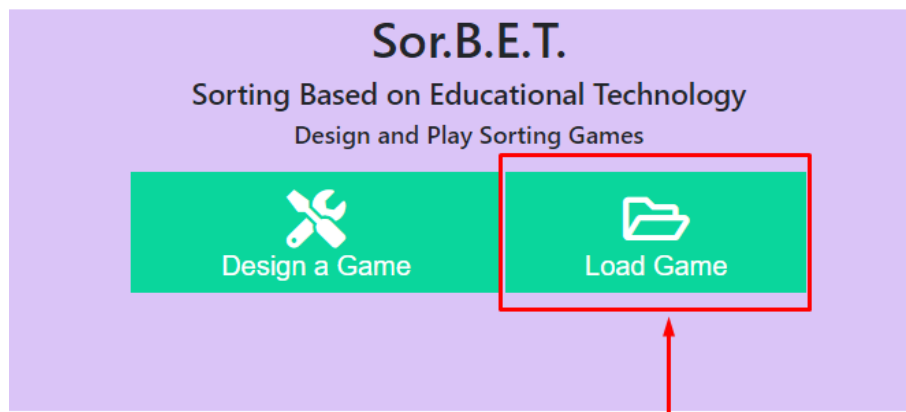 Sor.B.E.T.
Sorting Based on Educational Technology
Design and Play Sorting Games
Design a Game
Load Game